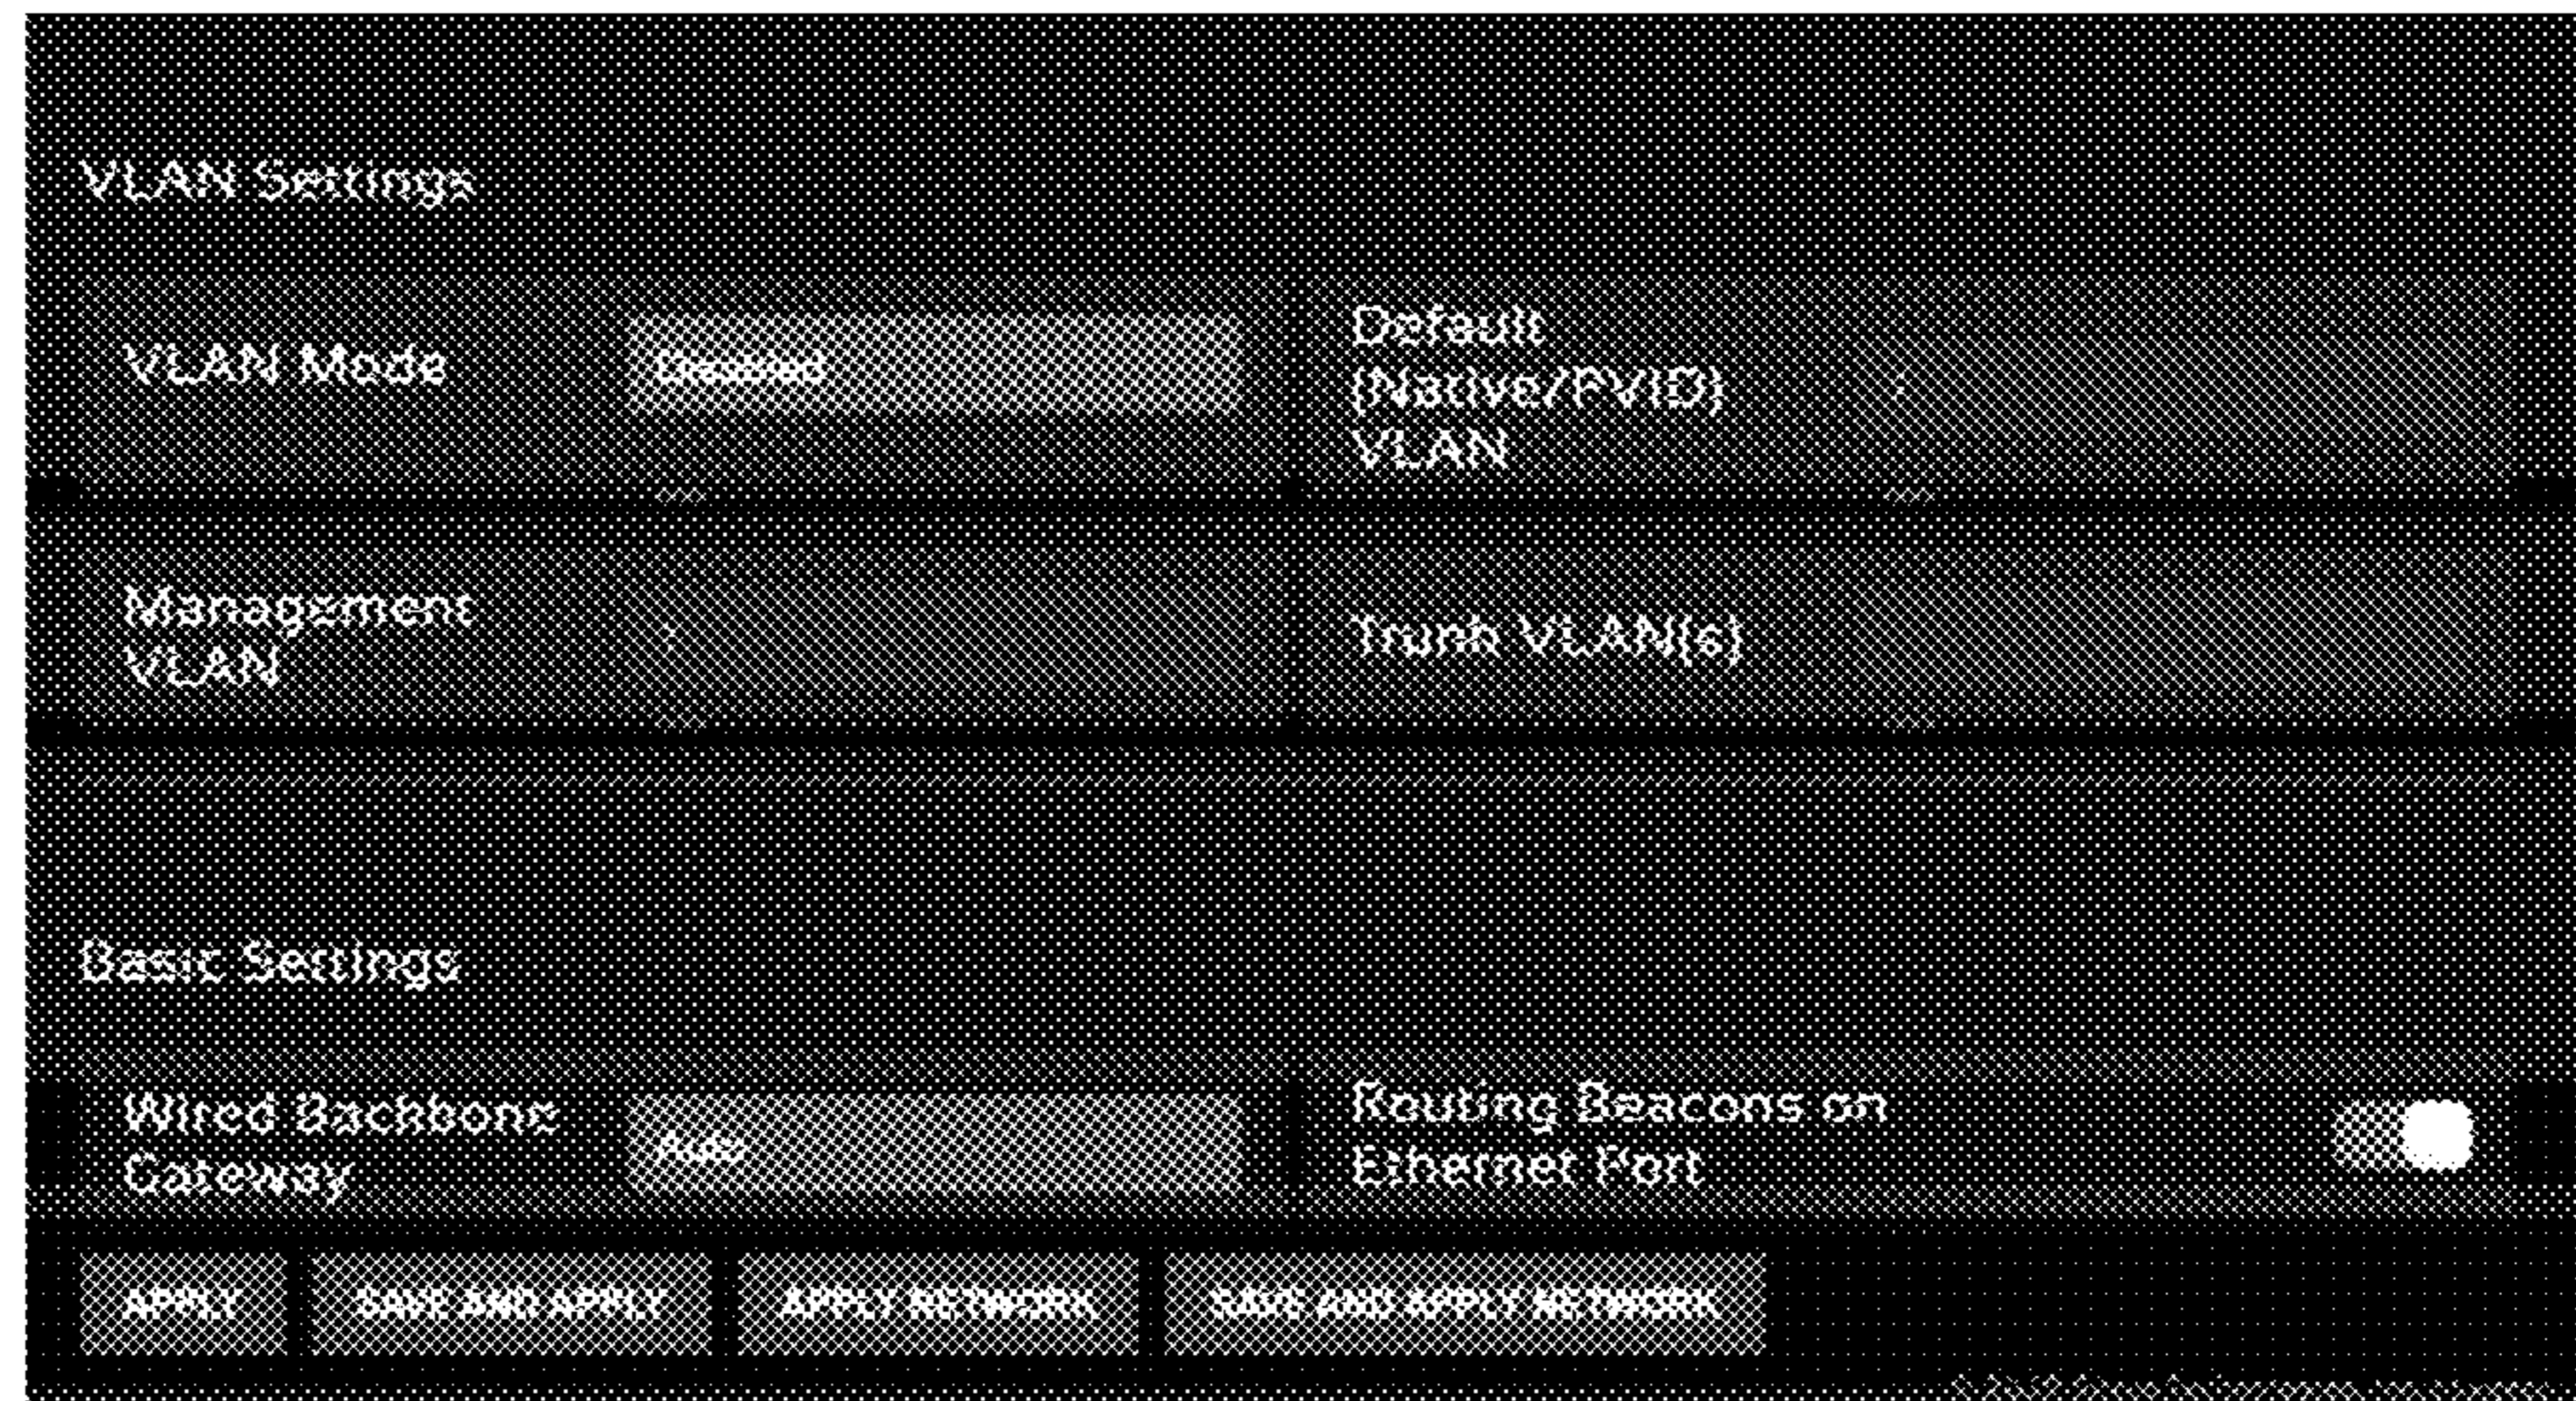 VLAN Settings
VLAN Mode
Disabled
Default
(Native/PVID)
VLAN
Management
VLAN
Trunk VLAN(s)
Basic Settings
Wired Backbone
Gateway
Auto
Routing Beacons on
Ethernet Port
APPLY
SAVE AND APPLY
APPLY NETWORK
SAVE AND APPLY NETWORK